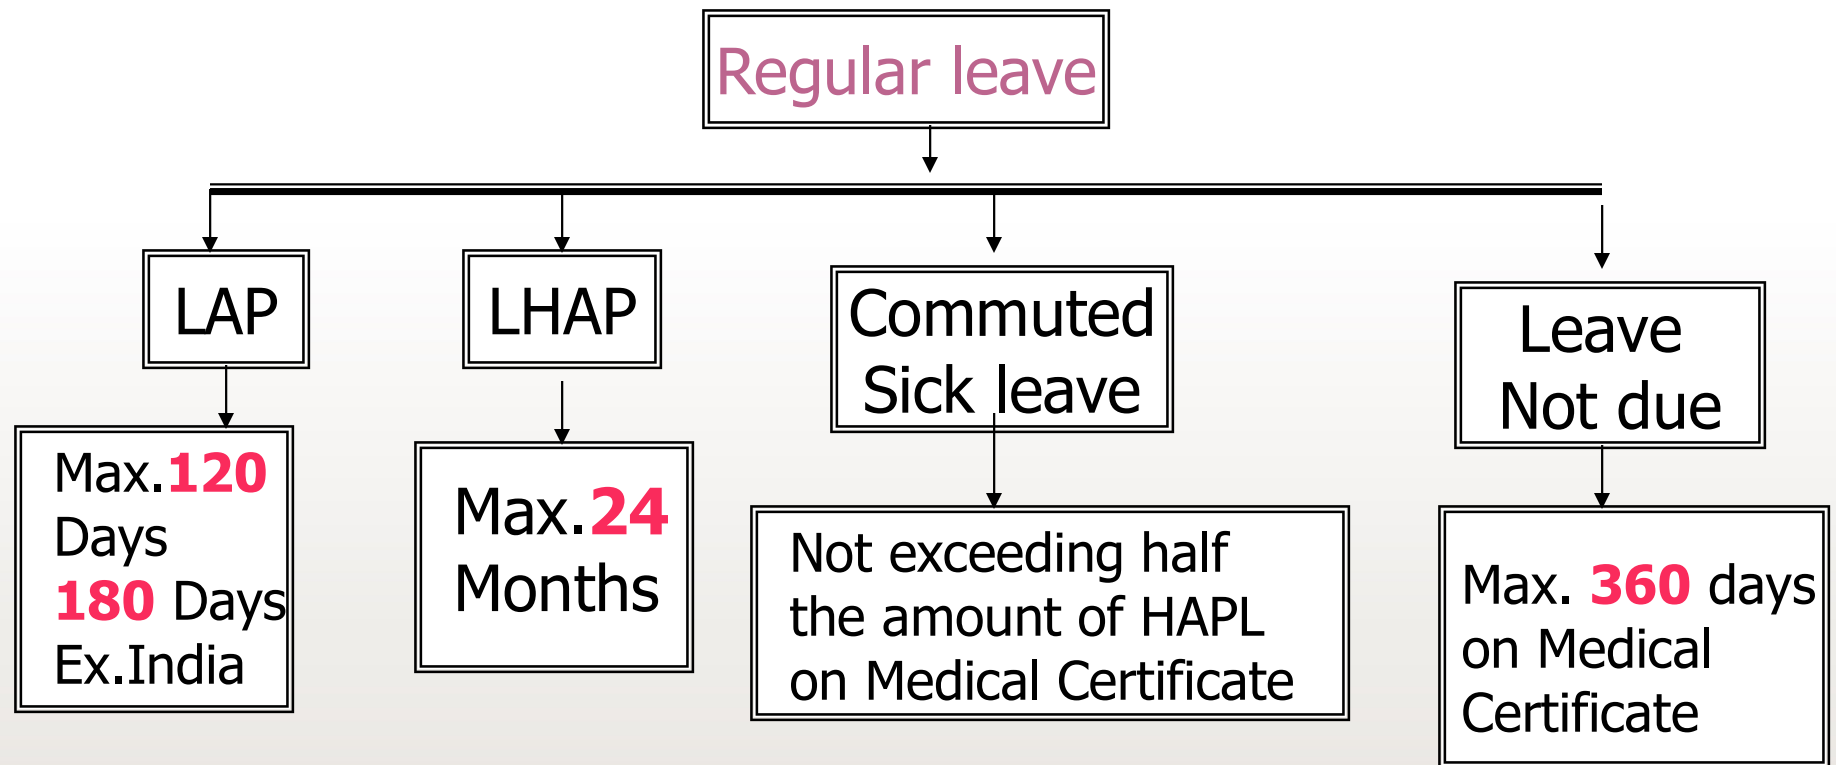 Regular leave
LAP
LHAP
Commuted
Sick leave
Leave
Not due
Max.120
Days
180 Days
Ex.India
Max.24
Months
Not exceeding half
the amount of HAPL
on Medical Certificate
Max. 360 days
on Medical
Certificate